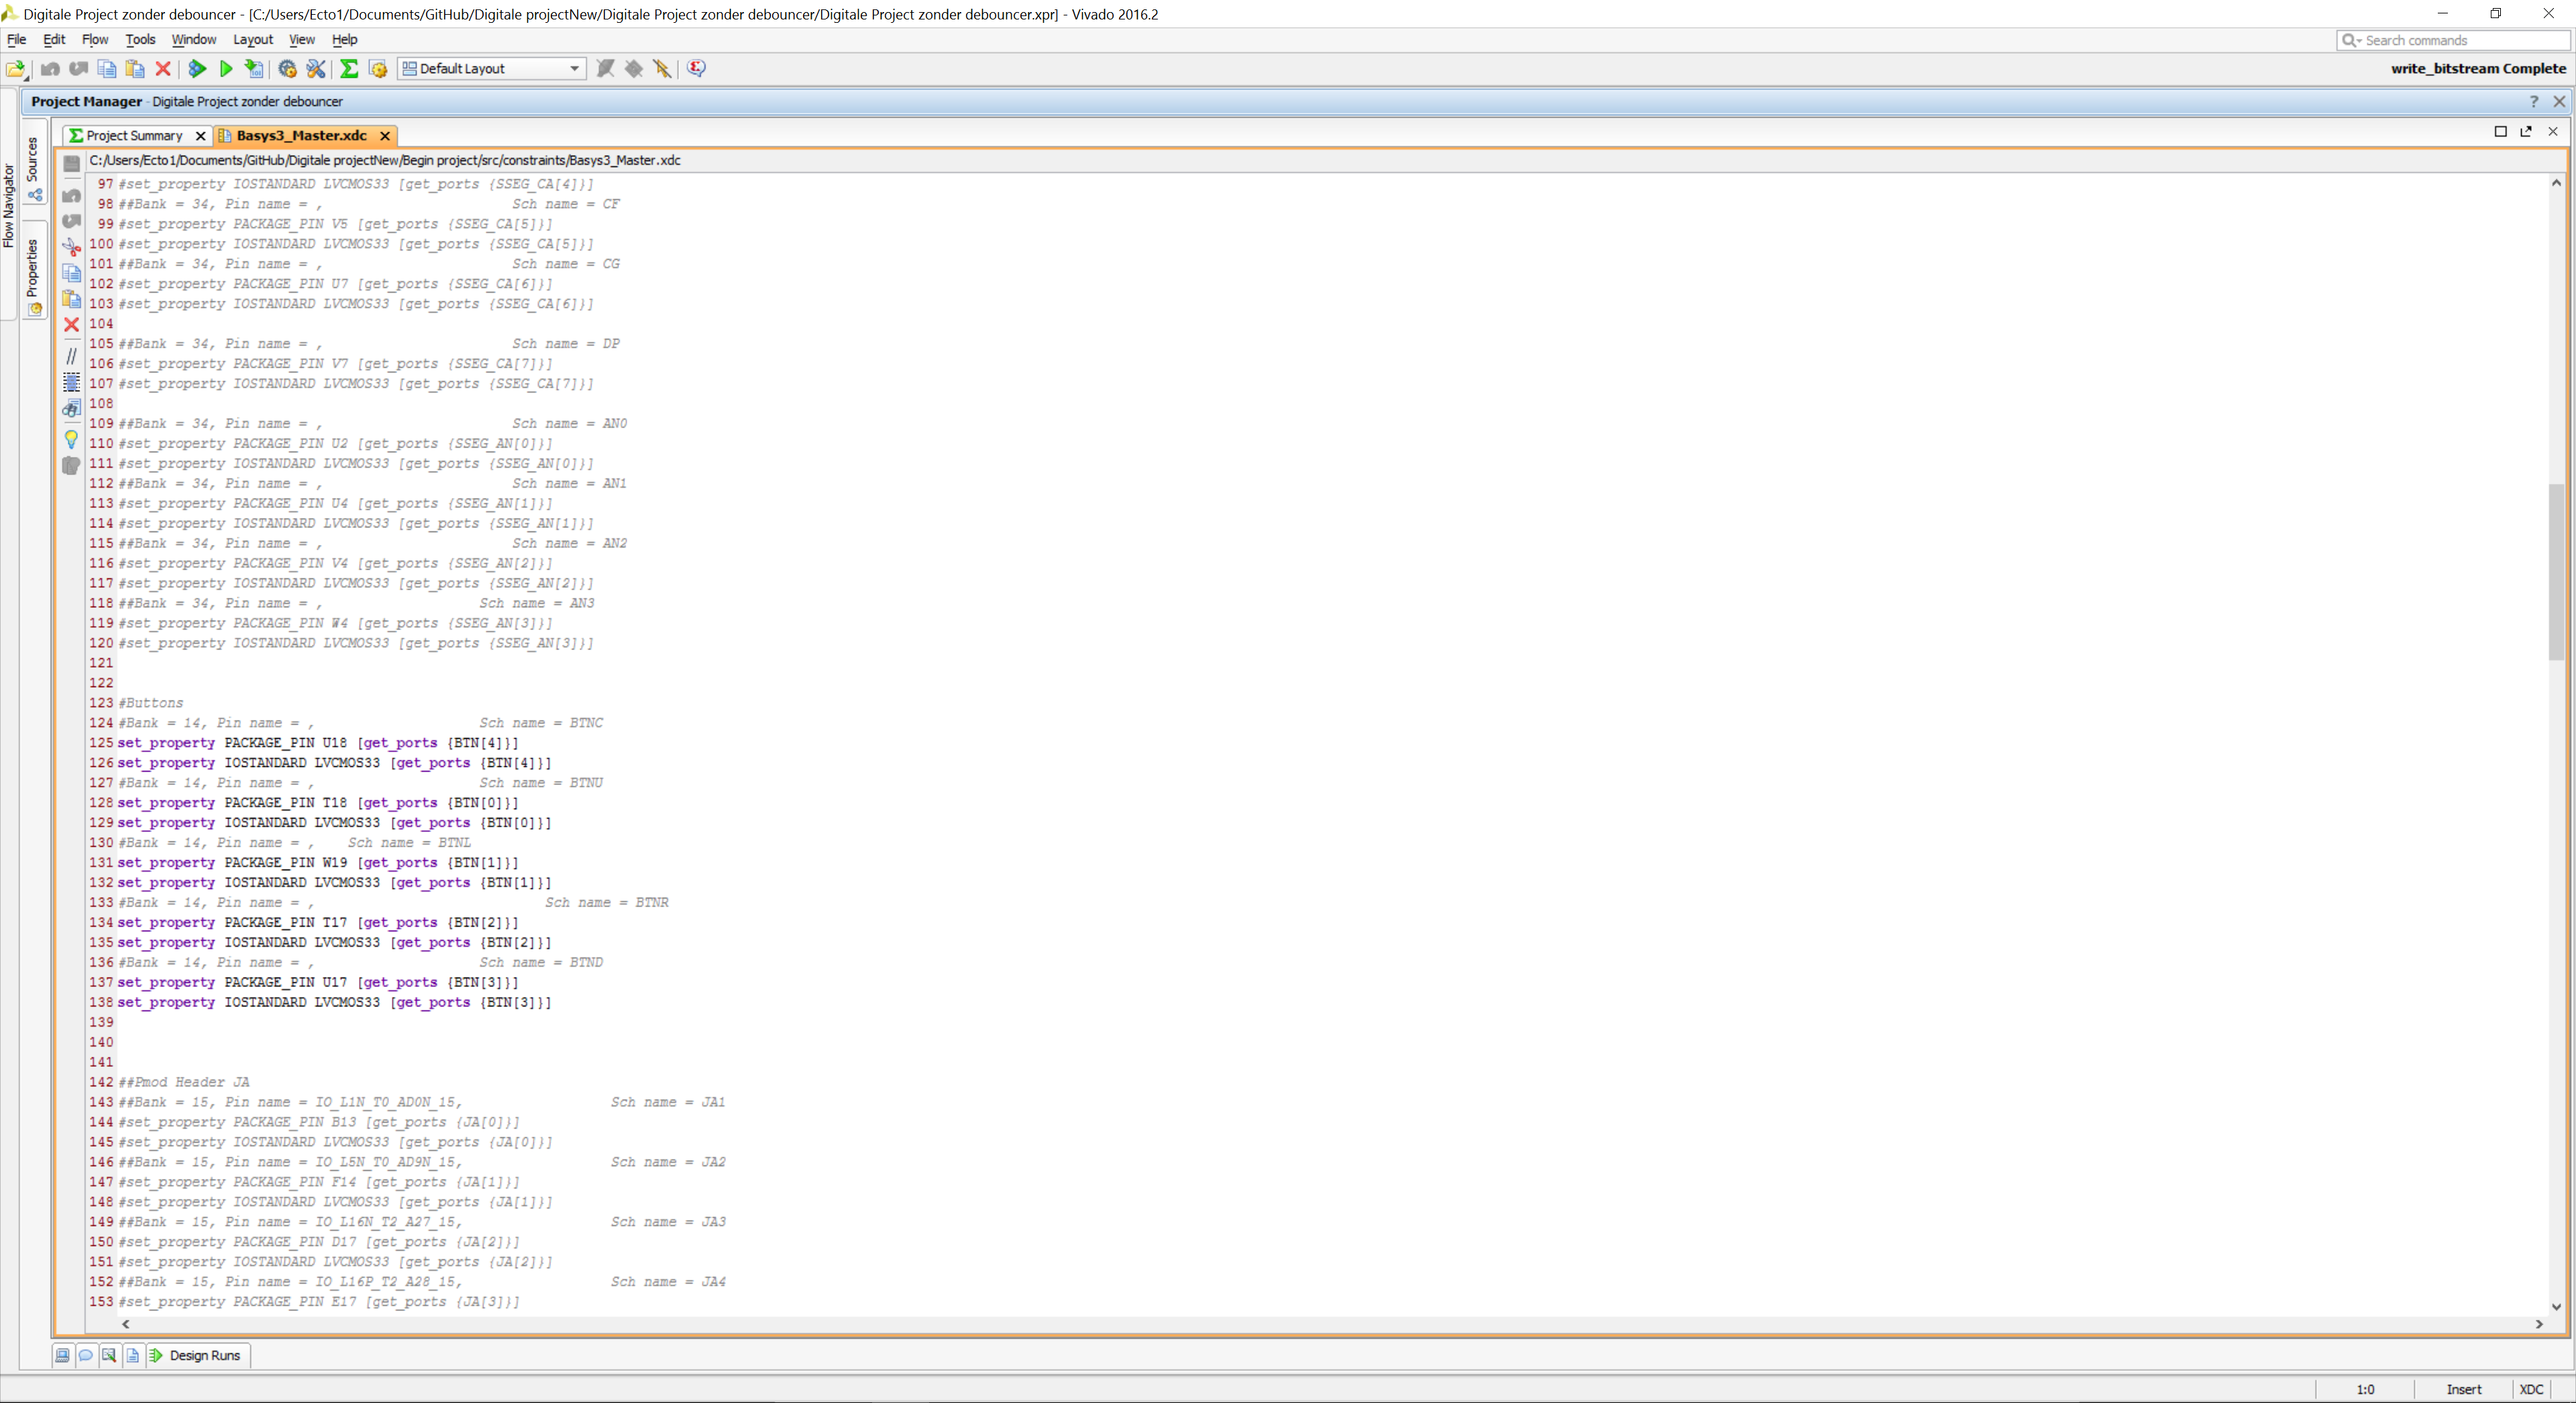 Digitale Project zonder debouncer - [C:/Users/Ecto1/Documents/GitHub/Digitale projectNew/Digitale Project zonder debouncer/Digitale Project zonder debouncer.xpr] - Vivado 2016.2
File Edit Flow Tools Window Layout View Help
Search commands
Default Layout
write_bitstream Complete
Project Manager - Digitale Project zonder debouncer
Project Summary Basys3_Master.xdc
C:/Users/Ecto1/Documents/GitHub/Digitale projectNew/Begin project/src/constraints/Basys3_Master.xdc
Flow Navigator
Sources
Properties
97 #set_property IOSTANDARD LVCMOS33 [get_ports {SSEG_CA[4]}]
98 ##Bank = 34, Pin name = , Sch name = CF
99 #set_property PACKAGE_PIN V5 [get_ports {SSEG_CA[5]}]
100 #set_property IOSTANDARD LVCMOS33 [get_ports {SSEG_CA[5]}]
101 ##Bank = 34, Pin name = , Sch name = CG
102 #set_property PACKAGE_PIN U7 [get_ports {SSEG_CA[6]}]
103 #set_property IOSTANDARD LVCMOS33 [get_ports {SSEG_CA[6]}]
104
105 ##Bank = 34, Pin name = , Sch name = DP
106 #set_property PACKAGE_PIN V7 [get_ports {SSEG_CA[7]}]
107 #set_property IOSTANDARD LVCMOS33 [get_ports {SSEG_CA[7]}]
108
109 ##Bank = 34, Pin name = , Sch name = AN0
110 #set_property PACKAGE_PIN U2 [get_ports {SSEG_AN[0]}]
111 #set_property IOSTANDARD LVCMOS33 [get_ports {SSEG_AN[0]}]
112 ##Bank = 34, Pin name = , Sch name = AN1
113 #set_property PACKAGE_PIN U4 [get_ports {SSEG_AN[1]}]
114 #set_property IOSTANDARD LVCMOS33 [get_ports {SSEG_AN[1]}]
115 ##Bank = 34, Pin name = , Sch name = AN2
116 #set_property PACKAGE_PIN V4 [get_ports {SSEG_AN[2]}]
117 #set_property IOSTANDARD LVCMOS33 [get_ports {SSEG_AN[2]}]
118 ##Bank = 34, Pin name = , Sch name = AN3
119 #set_property PACKAGE_PIN W4 [get_ports {SSEG_AN[3]}]
120 #set_property IOSTANDARD LVCMOS33 [get_ports {SSEG_AN[3]}]
121
122
123 #Buttons
124 #Bank = 14, Pin name = , Sch name = BTNC
125 set_property PACKAGE_PIN U18 [get_ports {BTN[4]}]
126 set_property IOSTANDARD LVCMOS33 [get_ports {BTN[4]}]
127 #Bank = 14, Pin name = , Sch name = BTNU
128 set_property PACKAGE_PIN T18 [get_ports {BTN[0]}]
129 set_property IOSTANDARD LVCMOS33 [get_ports {BTN[0]}]
130 #Bank = 14, Pin name = , Sch name = BTNL
131 set_property PACKAGE_PIN W19 [get_ports {BTN[1]}]
132 set_property IOSTANDARD LVCMOS33 [get_ports {BTN[1]}]
133 #Bank = 14, Pin name = , Sch name = BTNR
134 set_property PACKAGE_PIN T17 [get_ports {BTN[2]}]
135 set_property IOSTANDARD LVCMOS33 [get_ports {BTN[2]}]
136 #Bank = 14, Pin name = , Sch name = BTND
137 set_property PACKAGE_PIN U17 [get_ports {BTN[3]}]
138 set_property IOSTANDARD LVCMOS33 [get_ports {BTN[3]}]
139
140
141
142 ##Pmod Header JA
143 ##Bank = 15, Pin name = IO_L1N_T0_AD0N_15, Sch name = JA1
144 #set_property PACKAGE_PIN B13 [get_ports {JA[0]}]
145 #set_property IOSTANDARD LVCMOS33 [get_ports {JA[0]}]
146 ##Bank = 15, Pin name = IO_L5N_T0_AD9N_15, Sch name = JA2
147 #set_property PACKAGE_PIN F14 [get_ports {JA[1]}]
148 #set_property IOSTANDARD LVCMOS33 [get_ports {JA[1]}]
149 ##Bank = 15, Pin name = IO_L16N_T2_A27_15, Sch name = JA3
150 #set_property PACKAGE_PIN D17 [get_ports {JA[2]}]
151 #set_property IOSTANDARD LVCMOS33 [get_ports {JA[2]}]
152 ##Bank = 15, Pin name = IO_L16P_T2_A28_15, Sch name = JA4
153 #set_property PACKAGE_PIN E17 [get_ports {JA[3]}]
Design Runs
1:0 Insert XDC